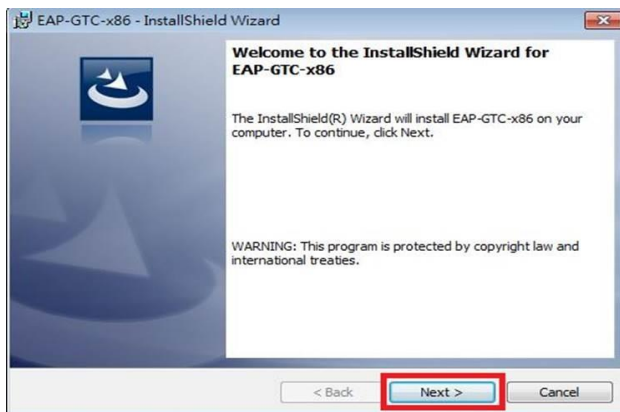 EAP-GTC-x86 - InstallShield Wizard
Welcome to the InstallShield Wizard for
EAP-GTC-x86
The InstallShield(R) Wizard will install EAP-GTC-x86 on your
computer. To continue, click Next.
WARNING: This program is protected by copyright law and
international treaties.
< Back Next > Cancel